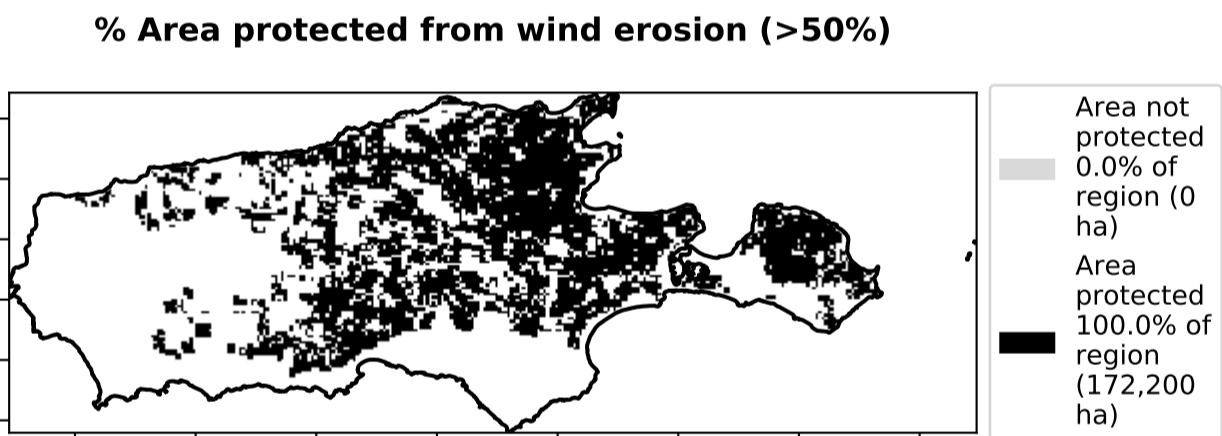 % Area protected from wind erosion (>50%)
Area not
protected
0.0% of
region (0
ha)
Area
protected
100.0% of
region
(172,200
ha)